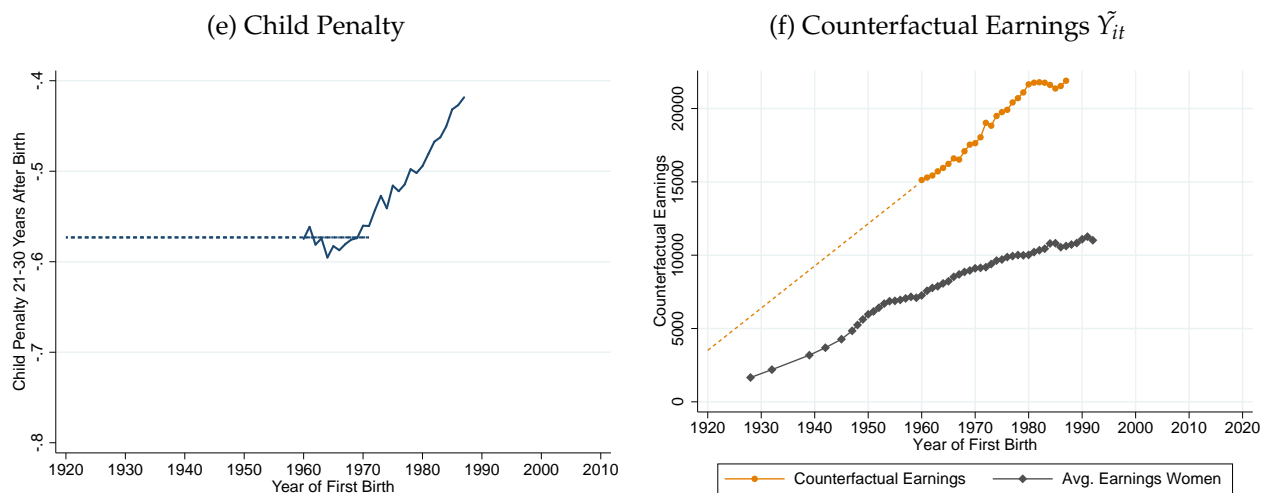 (e) Child Penalty
Child Penalty 21-30 Years After Birth
-.4
-.5
-.6
-.7
-.8
1920 1930 1940 1950 1960 1970 1980 1990 2000 2010
Year of First Birth
(f) Counterfactual Earnings Ỹit
Counterfactual Earnings
20000
15000
10000
5000
0
1920 1930 1940 1950 1960 1970 1980 1990 2000 2010 2020
Year of First Birth
Counterfactual Earnings Avg. Earnings Women